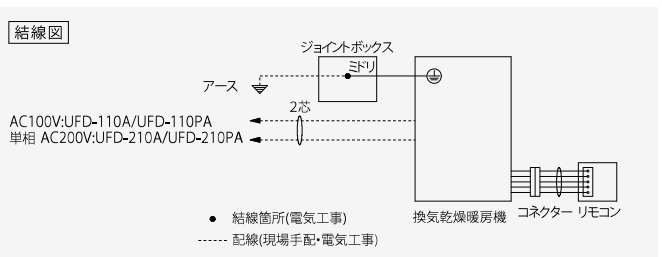 結線図
ジョイントボックス
ミドリ
アース
2芯
AC100V:UFD-110A/UFD-110PA
単相 AC200V:UFD-210A/UFD-210PA
換気乾燥暖房機
コネクター
リモコン
● 結線箇所(電気工事)
------ 配線(現場手配・電気工事)